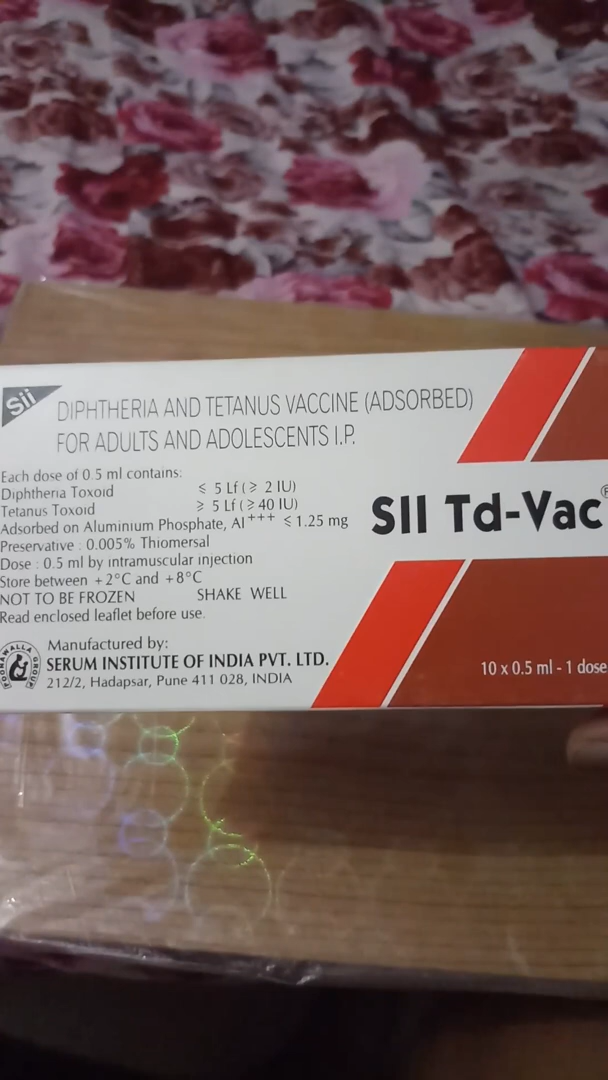 Sii
DIPHTHERIA AND TETANUS VACCINE (ADSORBED)
FOR ADULTS AND ADOLESCENTS I.P.
Each dose of 0.5 ml contains:
Diphtheria Toxoid ≤ 5 Lf (≥ 2 IU)
Tetanus Toxoid ≥ 5 Lf (≥ 40 IU)
Adsorbed on Aluminium Phosphate, Al+++ ≤ 1.25 mg
Preservative : 0.005% Thiomersal
Dose : 0.5 ml by intramuscular injection
Store between +2°C and +8°C
NOT TO BE FROZEN SHAKE WELL
Read enclosed leaflet before use.
POONAWALLA GROUP
Manufactured by:
SERUM INSTITUTE OF INDIA PVT. LTD.
212/2, Hadapsar, Pune 411 028, INDIA
SII Td-Vac®
10 x 0.5 ml - 1 dose